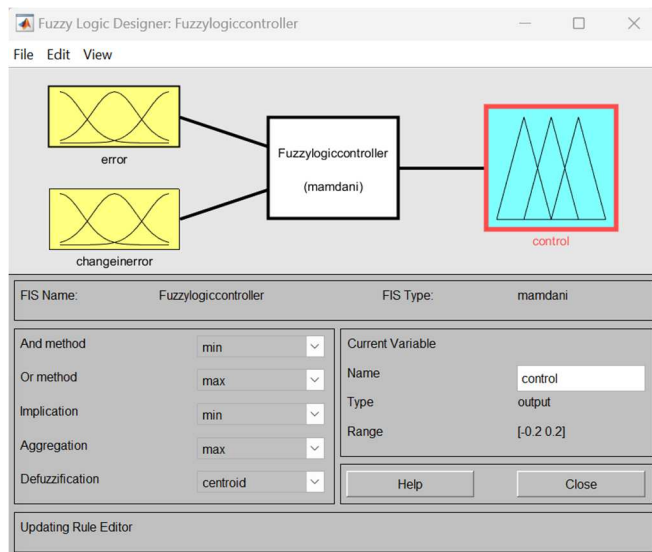 Fuzzy Logic Designer: Fuzzylogiccontroller
File Edit View
error
changeinerror
Fuzzylogiccontroller
(mamdani)
control
FIS Name: Fuzzylogiccontroller FIS Type: mamdani
And method min
Or method max
Implication min
Aggregation max
Defuzzification centroid
Current Variable
Name control
Type output
Range [-0.2 0.2]
Help Close
Updating Rule Editor